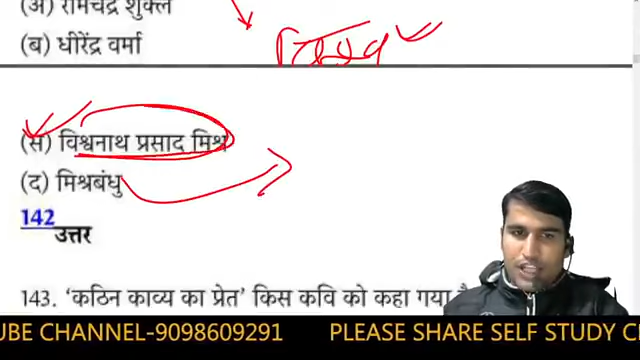 (अ) रामचंद्र शुक्ल
(ब) धीरेंद्र वर्मा
(स) विश्वनाथ प्रसाद मिश्र
(द) मिश्रबंधु
142
उत्तर
143. ‘कठिन काव्य का प्रेत’ किस कवि को कहा गया है
UBE CHANNEL-9098609291 PLEASE SHARE SELF STUDY C